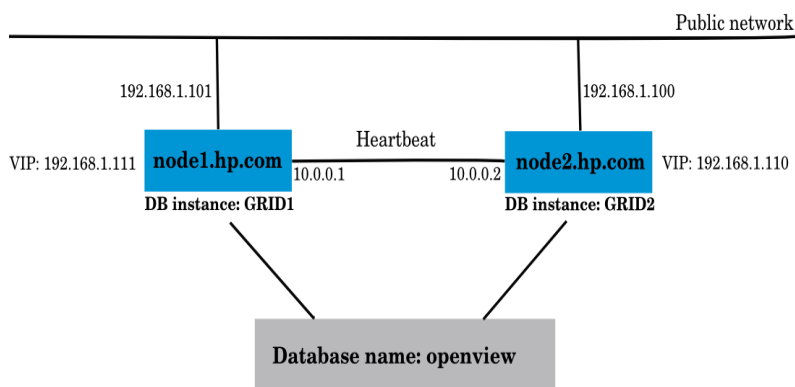 Public network
192.168.1.101
192.168.1.100
Heartbeat
VIP: 192.168.1.111
node1.hp.com
node2.hp.com
VIP: 192.168.1.110
10.0.0.1
10.0.0.2
DB instance: GRID1
DB instance: GRID2
Database name: openview